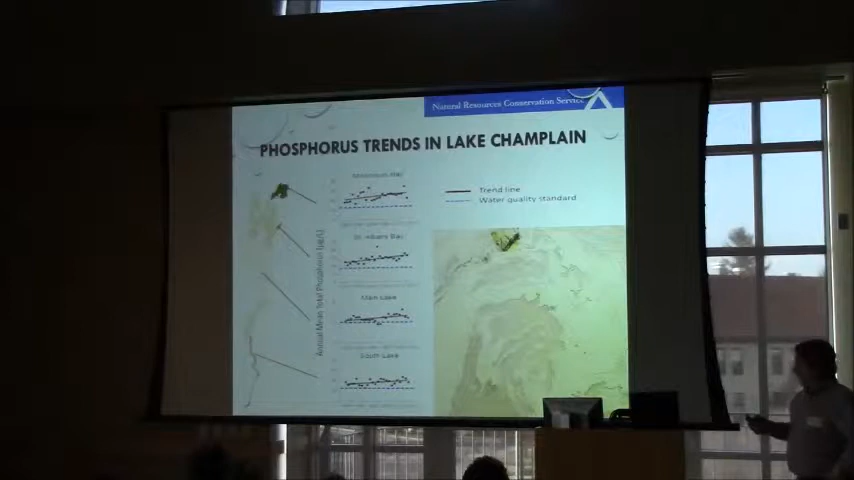 Natural Resources Conservation Service
PHOSPHORUS TRENDS IN LAKE CHAMPLAIN
Trend line
Water quality standard
Annual Mean Total Phosphorus (µg/L)
Missisquoi Bay
St. Albans Bay
Main Lake
South Lake